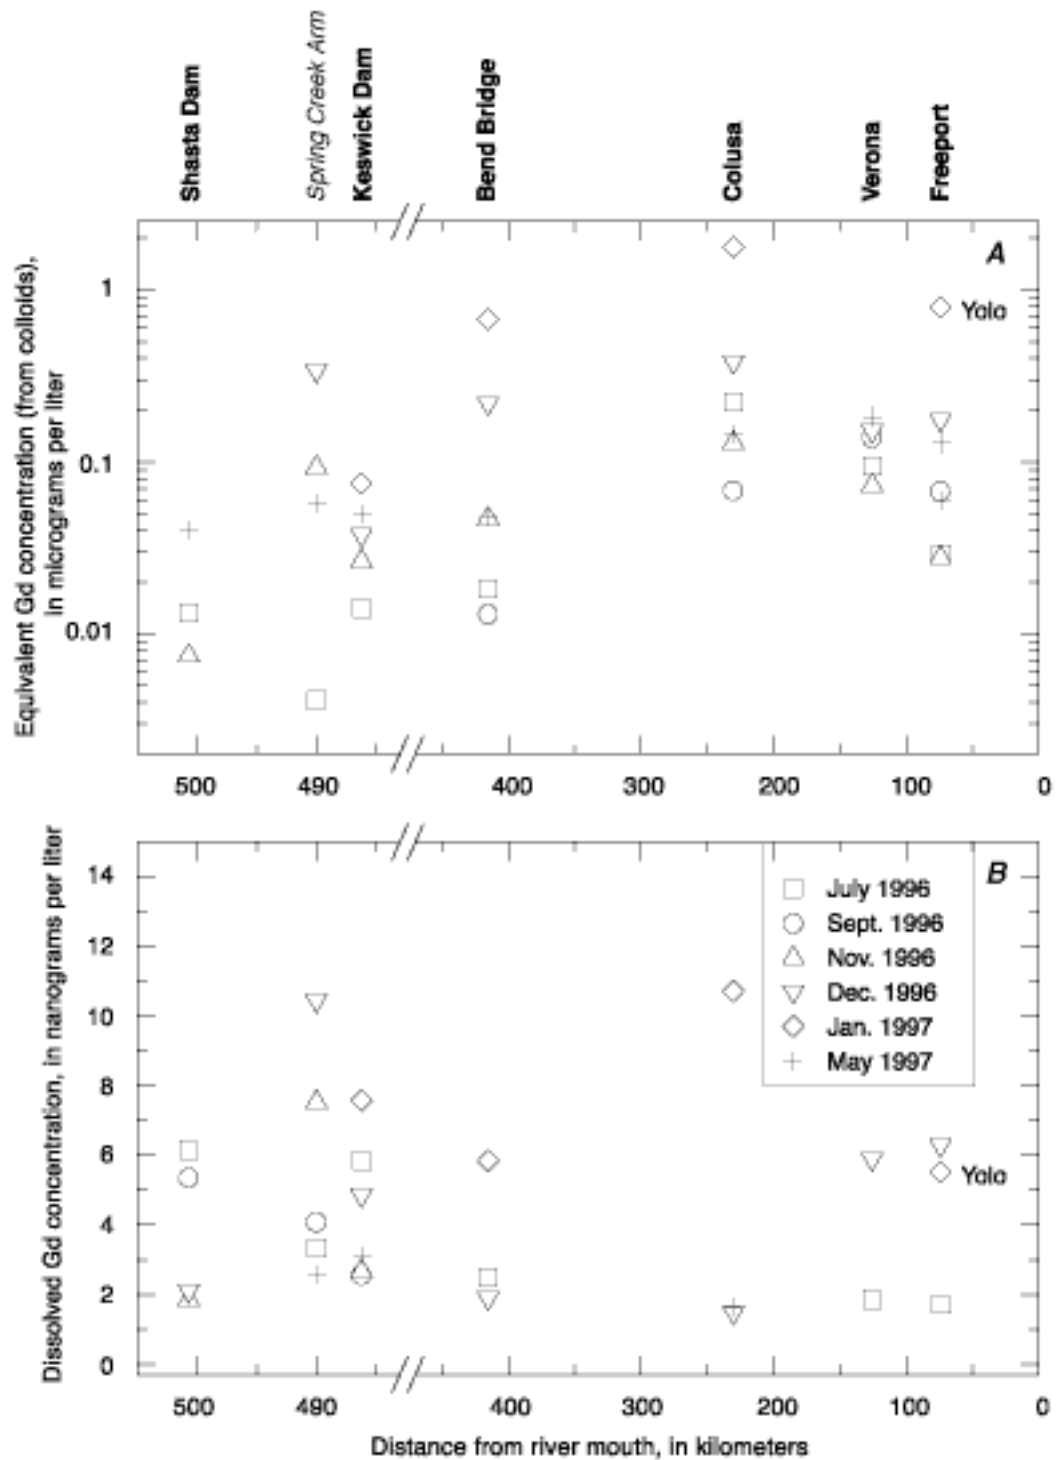 Shasta Dam
Spring Creek Arm
Keswick Dam
Bend Bridge
Colusa
Verona
Freeport
Equivalent Gd concentration (from colloids),
in micrograms per liter
A
1
0.1
0.01
Yolo
500 490 400 300 200 100 0
Dissolved Gd concentration, in nanograms per liter
B
14
12
10
8
6
4
2
0
July 1996
Sept. 1996
Nov. 1996
Dec. 1996
Jan. 1997
May 1997
Yolo
500 490 400 300 200 100 0
Distance from river mouth, in kilometers